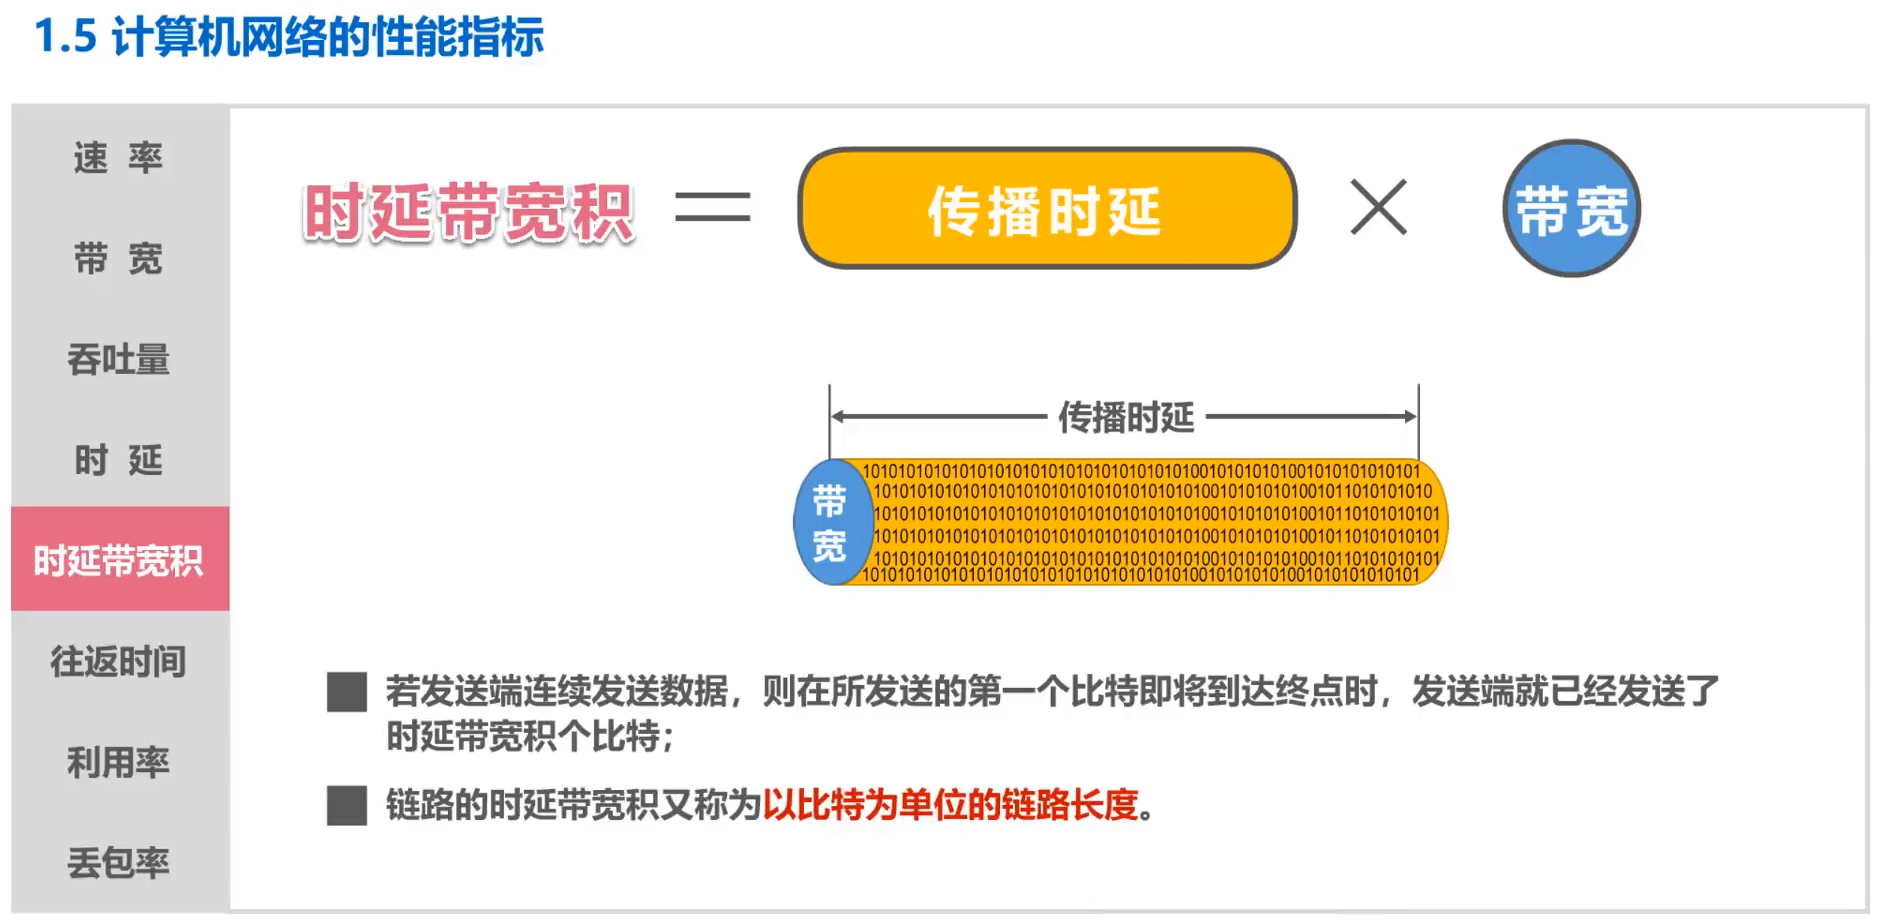 1.5 计算机网络的性能指标
速 率
带 宽
吞吐量
时 延
时延带宽积
往返时间
利用率
丢包率
时延带宽积 = 传播时延 × 带宽
传播时延
带
宽
若发送端连续发送数据，则在所发送的第一个比特即将到达终点时，发送端就已经发送了
时延带宽积个比特；
链路的时延带宽积又称为以比特为单位的链路长度。